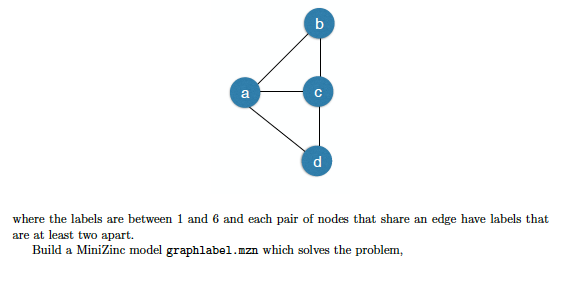 b
a
c
d
where the labels are between 1 and 6 and each pair of nodes that share an edge have labels that
are at least two apart.
Build a MiniZinc model graphlabel.mzn which solves the problem,